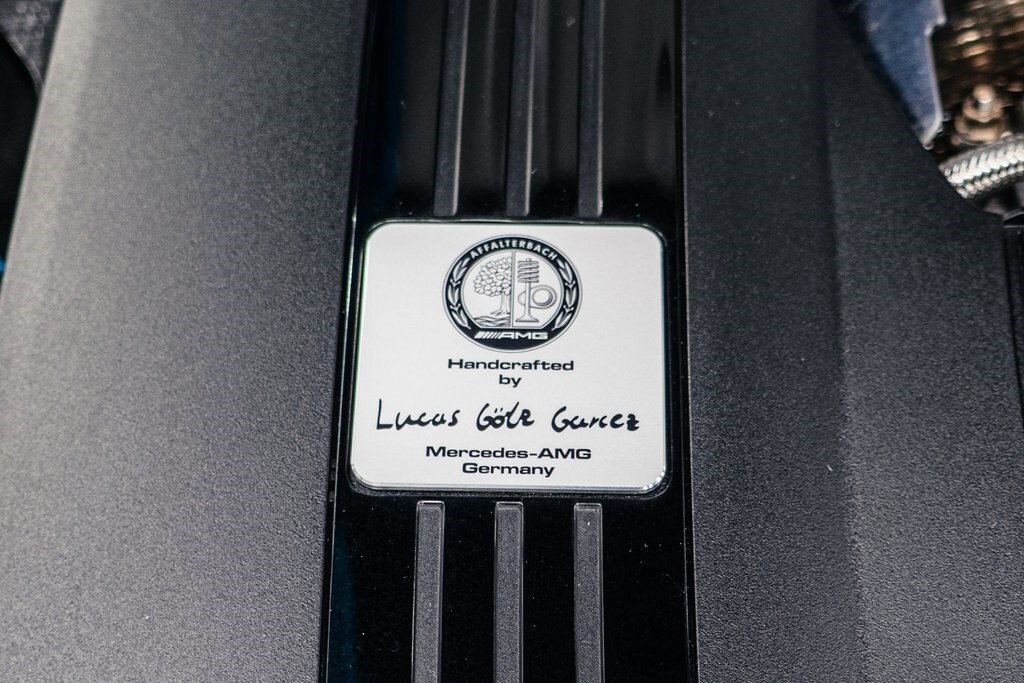 AFFALTERBACH
AMG
Handcrafted
by
Lucas Götz Garcez
Mercedes-AMG
Germany